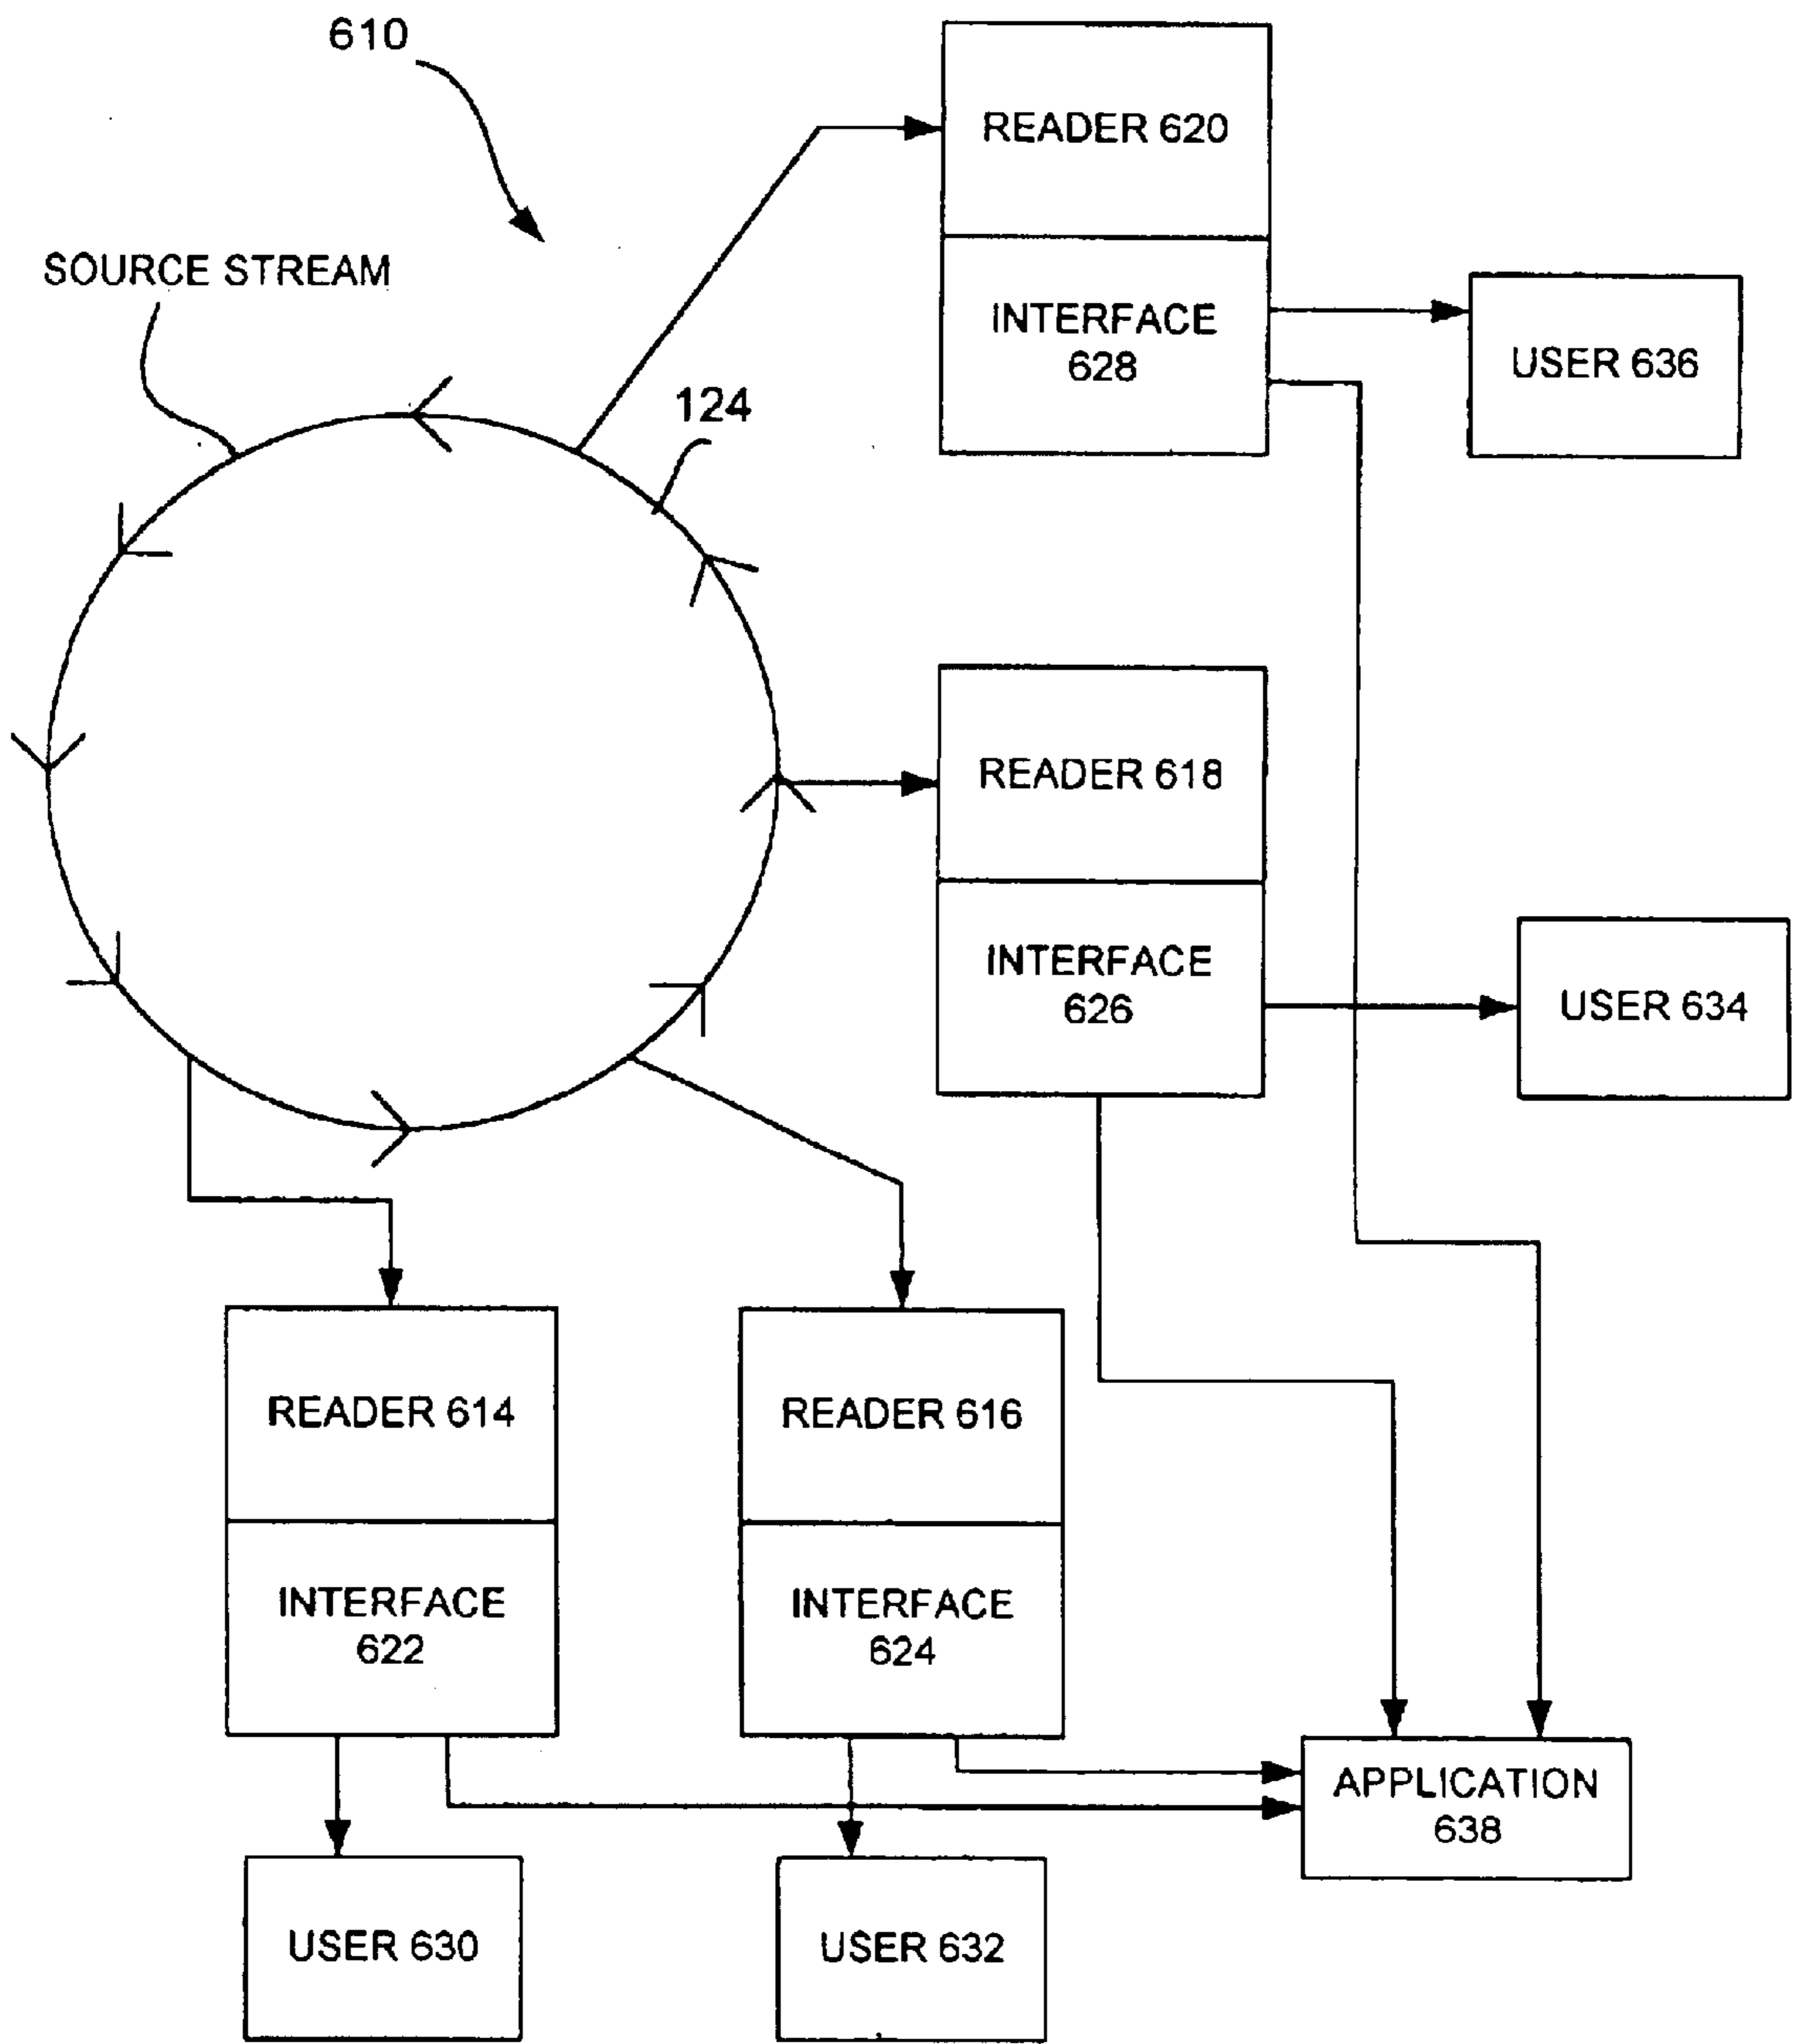 610
READER 620
SOURCE STREAM
INTERFACE
628
USER 636
124
READER 618
INTERFACE
626
USER 634
READER 614
READER 616
INTERFACE
622
INTERFACE
624
APPLICATION
638
USER 630
USER 632